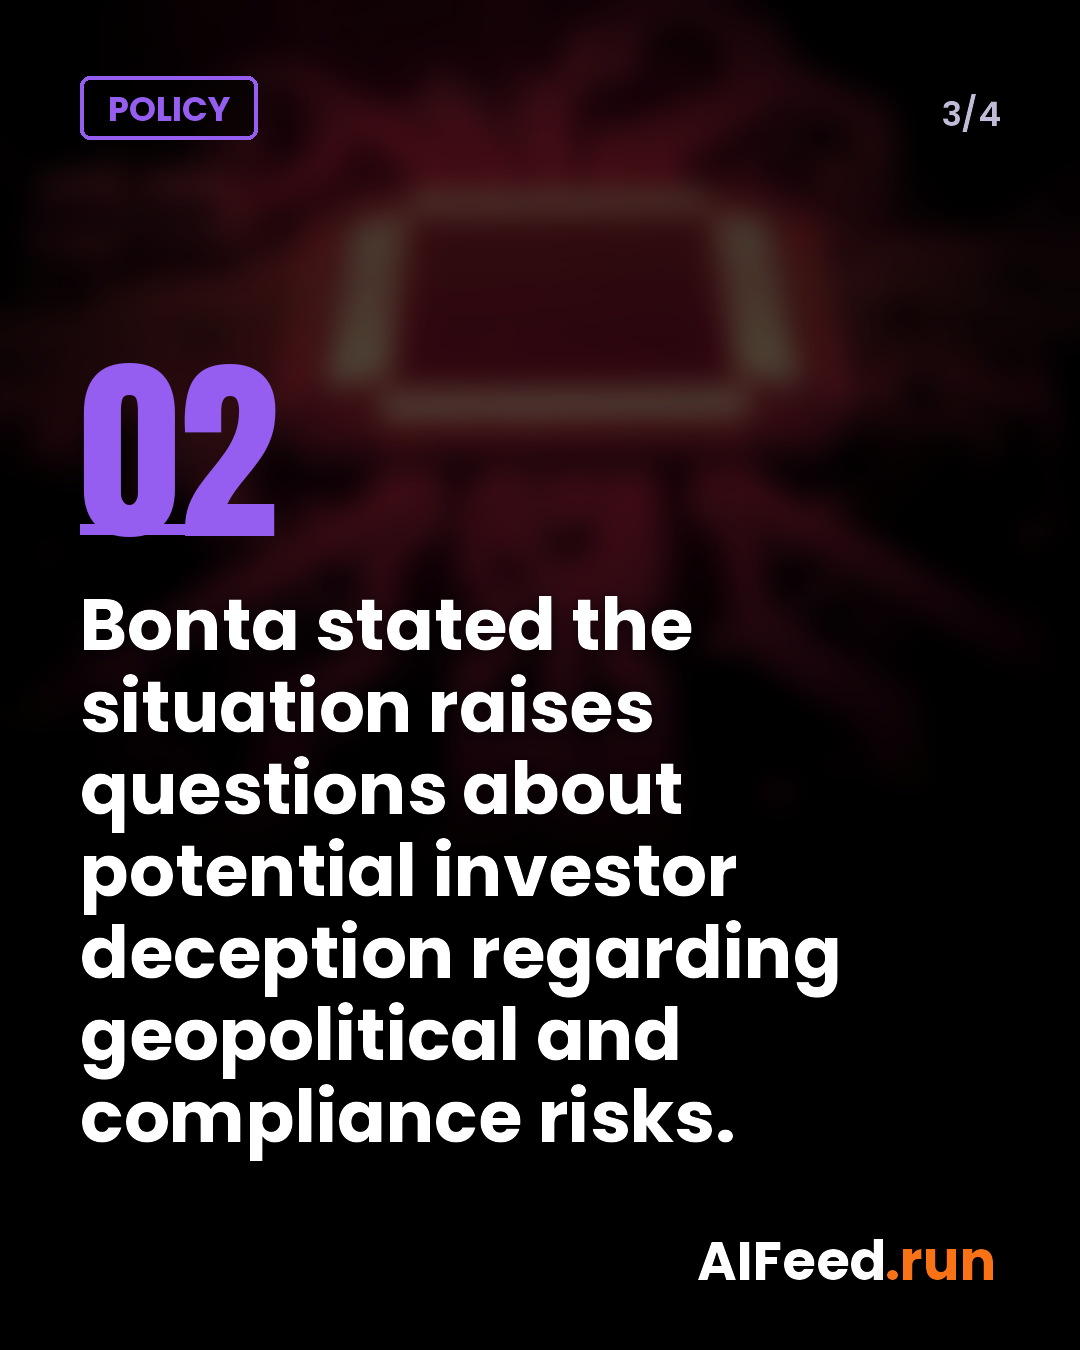 POLICY
3/4
02
Bonta stated the
situation raises
questions about
potential investor
deception regarding
geopolitical and
compliance risks.
AIFeed.run